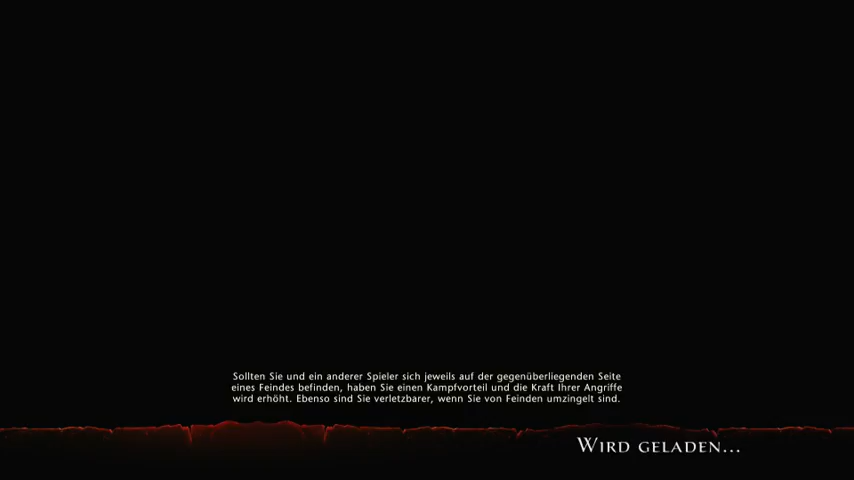 Sollten Sie und ein anderer Spieler sich jeweils auf der gegenüberliegenden Seite
eines Feindes befinden, haben Sie einen Kampfvorteil und die Kraft Ihrer Angriffe
wird erhöht. Ebenso sind Sie verletzbarer, wenn Sie von Feinden umzingelt sind.
WIRD GELADEN...